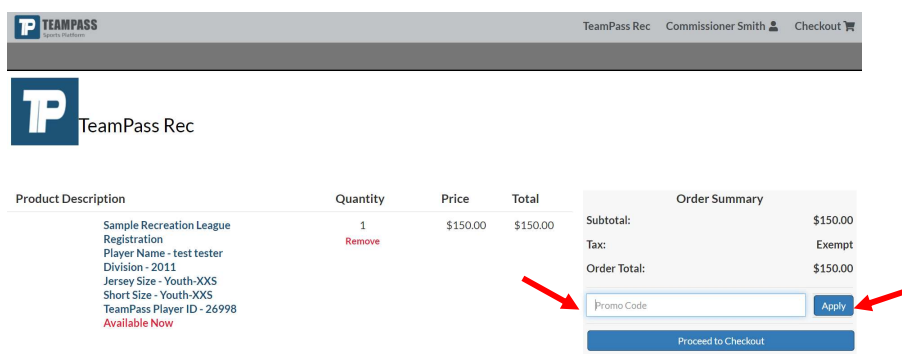 TEAMPASS
Sports Platform
TeamPass Rec Commissioner Smith Checkout
TP
TeamPass Rec
Product Description Quantity Price Total
Sample Recreation League
Registration
Player Name - test tester
Division - 2011
Jersey Size - Youth-XXS
Short Size - Youth-XXS
TeamPass Player ID - 26998
Available Now
1
Remove
$150.00
$150.00
Order Summary
Subtotal: $150.00
Tax: Exempt
Order Total: $150.00
Promo Code
Apply
Proceed to Checkout